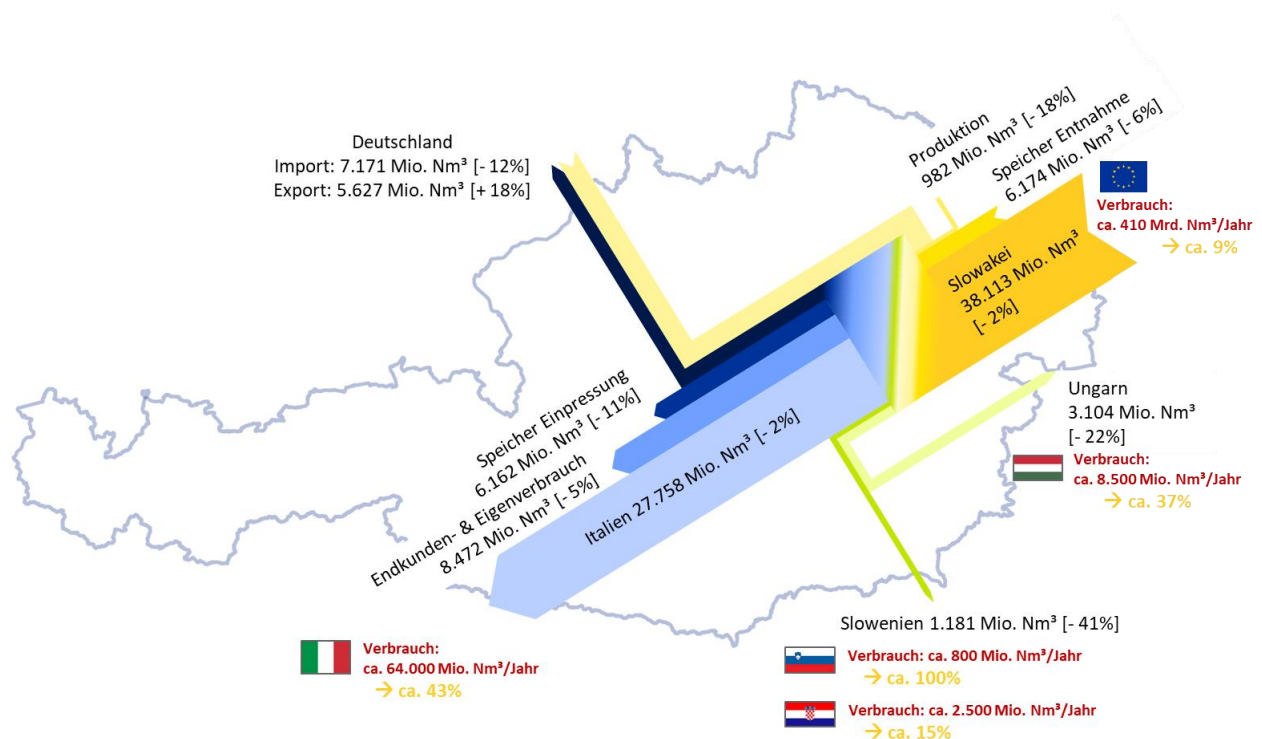 Deutschland
Import: 7.171 Mio. Nm³ [- 12%]
Export: 5.627 Mio. Nm³ [+ 18%]
Produktion
982 Mio. Nm³ [- 18%]
Speicher Entnahme
6.174 Mio. Nm³ [- 6%]
Verbrauch:
ca. 410 Mrd. Nm³/Jahr
→ ca. 9%
Slowakei
38.113 Mio. Nm³
[- 2%]
Ungarn
3.104 Mio. Nm³
[- 22%]
Verbrauch:
ca. 8.500 Mio. Nm³/Jahr
→ ca. 37%
Speicher Einpressung
6.162 Mio. Nm³ [- 11%]
Endkunden- & Eigenverbrauch
8.472 Mio. Nm³ [- 5%]
Italien 27.758 Mio. Nm³ [- 2%]
Slowenien 1.181 Mio. Nm³ [- 41%]
Verbrauch:
ca. 64.000 Mio. Nm³/Jahr
→ ca. 43%
Verbrauch: ca. 800 Mio. Nm³/Jahr
→ ca. 100%
Verbrauch: ca. 2.500 Mio. Nm³/Jahr
→ ca. 15%